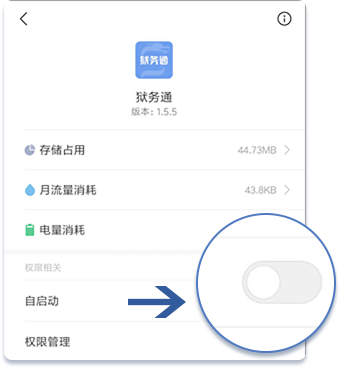 狱务通
狱务通
版本：1.5.5
存储占用 44.73MB
月流量消耗 43.8KB
电量消耗
权限相关
自启动
权限管理